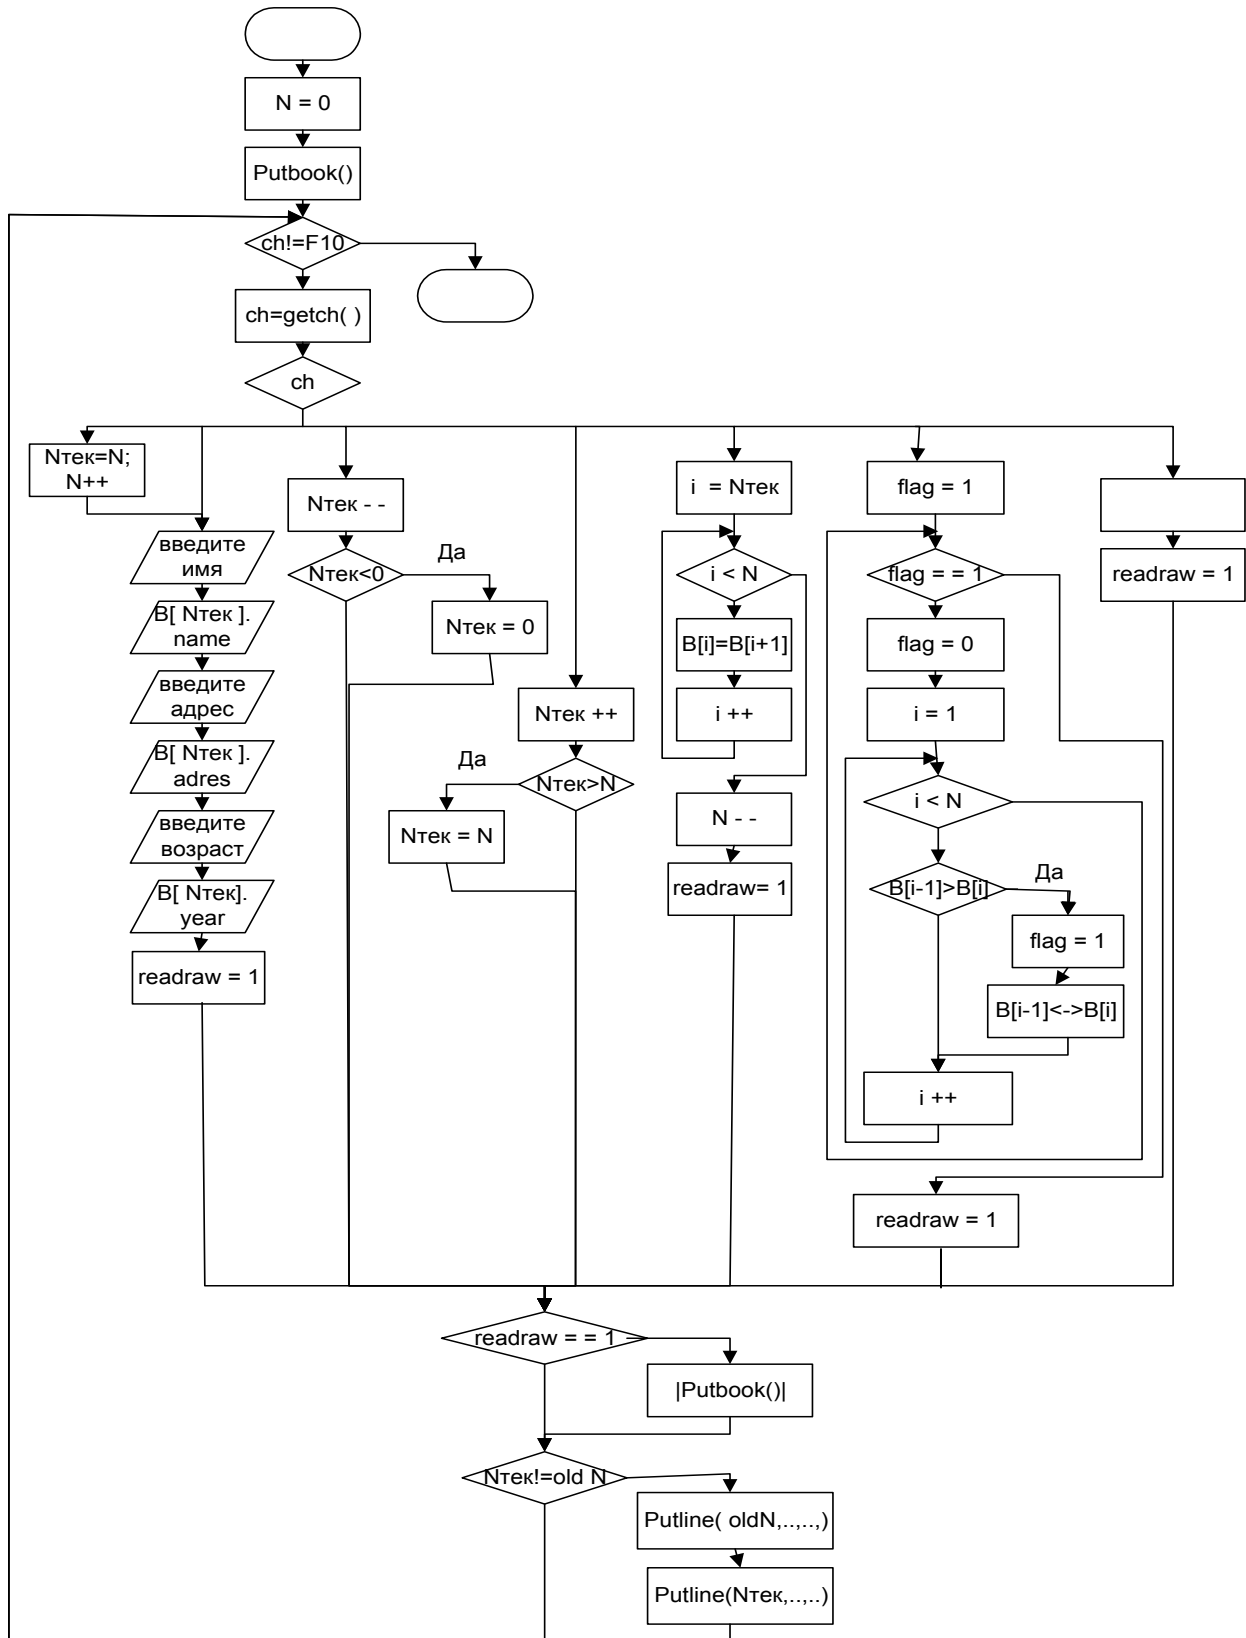 N = 0
Putbook()
ch!=F10
ch=getch( )
ch
Nтек=N;
N++
введите
имя
B[ Nтек ].
name
введите
адрес
B[ Nтек ].
adres
введите
возраст
B[ Nтек].
year
readraw = 1
Nтек - -
Nтек<0
Да
Nтек = 0
Nтек ++
Nтек>N
Да
Nтек = N
i = Nтек
i < N
B[i]=B[i+1]
i ++
N - -
readraw= 1
flag = 1
flag = = 1
flag = 0
i = 1
i < N
B[i-1]>B[i]
Да
flag = 1
B[i-1]<->B[i]
i ++
readraw = 1
readraw = 1
readraw = = 1
|Putbook()|
Nтек!=old N
Putline( oldN,..,..,)
Putline(Nтек,..,..)